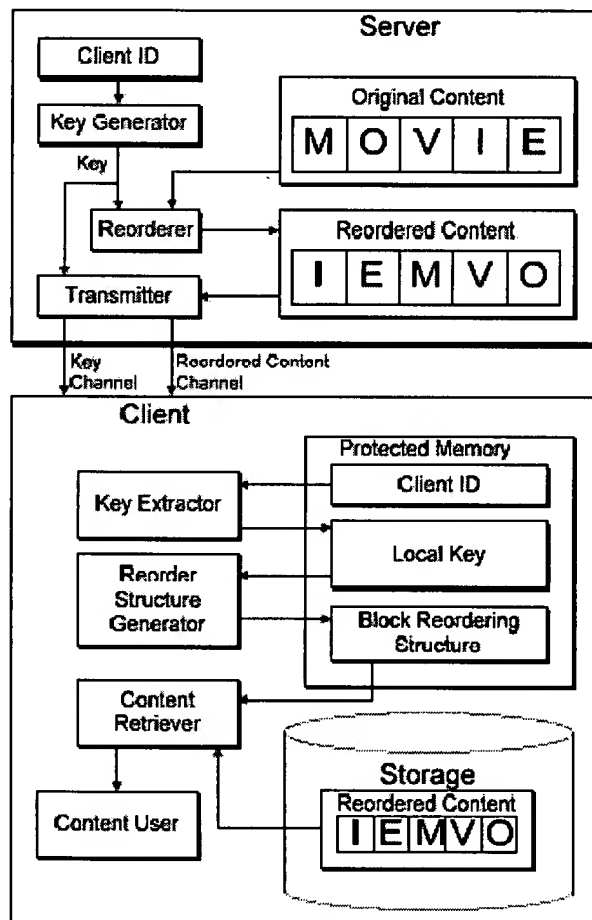 Server
Client ID
Key Generator
Key
Original Content
M O V I E
Reorderer
Reordered Content
I E M V O
Transmitter
Key
Channel
Reordered Content
Channel
Client
Protected Memory
Client ID
Key Extractor
Local Key
Reorder
Structure
Generator
Block Reordering
Structure
Content
Retriever
Storage
Reordered Content
I E M V O
Content User